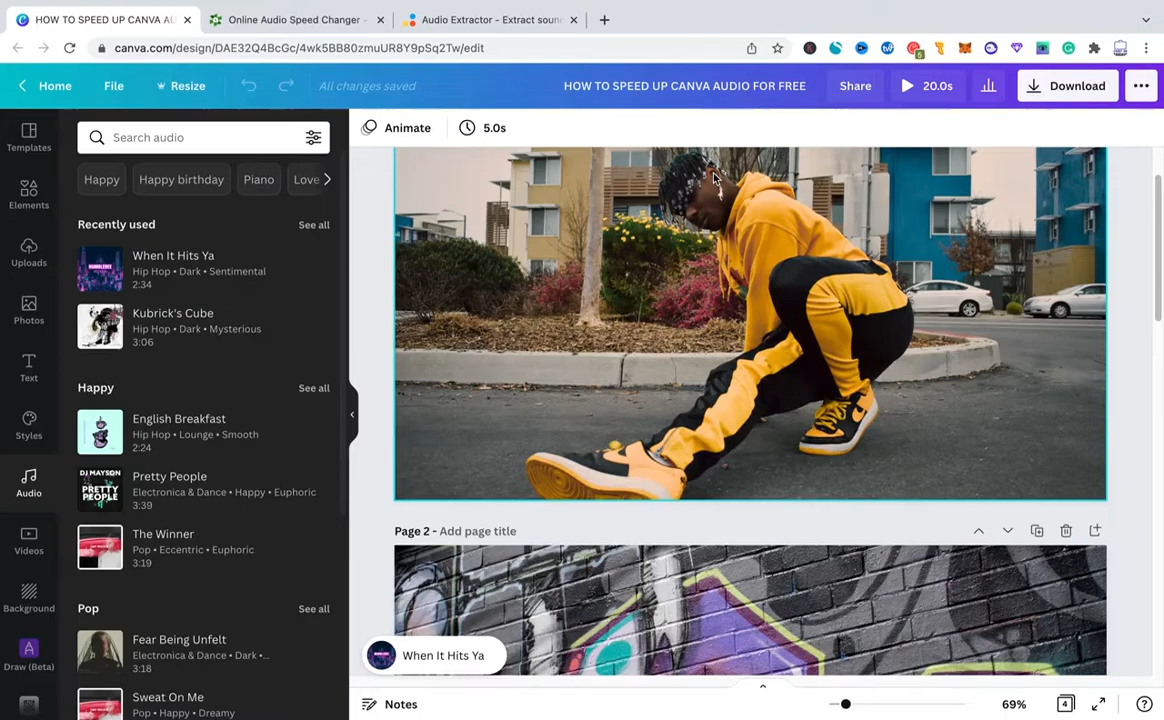 HOW TO SPEED UP CANVA AU
Online Audio Speed Changer -
Audio Extractor - Extract soun
canva.com/design/DAE32Q4BcGc/4wk5BB80zmuUR8Y9pSq2Tw/edit
Home
File
Resize
All changes saved
HOW TO SPEED UP CANVA AUDIO FOR FREE
Share
20.0s
Download
Templates
Elements
Uploads
Photos
Text
Styles
Audio
Videos
Background
Draw (Beta)
Search audio
Happy
Happy birthday
Piano
Love
Recently used
See all
When It Hits Ya
Hip Hop • Dark • Sentimental
2:34
Kubrick's Cube
Hip Hop • Dark • Mysterious
3:06
Happy
See all
English Breakfast
Hip Hop • Lounge • Smooth
2:24
DJ MAYSON
PRETTY
PEOPLE
Pretty People
Electronica & Dance • Happy • Euphoric
3:39
The Winner
Pop • Eccentric • Euphoric
3:19
Pop
See all
Fear Being Unfelt
Electronica & Dance • Dark •...
3:18
Sweat On Me
Pop • Happy • Dreamy
Animate
5.0s
Page 2 - Add page title
When It Hits Ya
Notes
69%
4